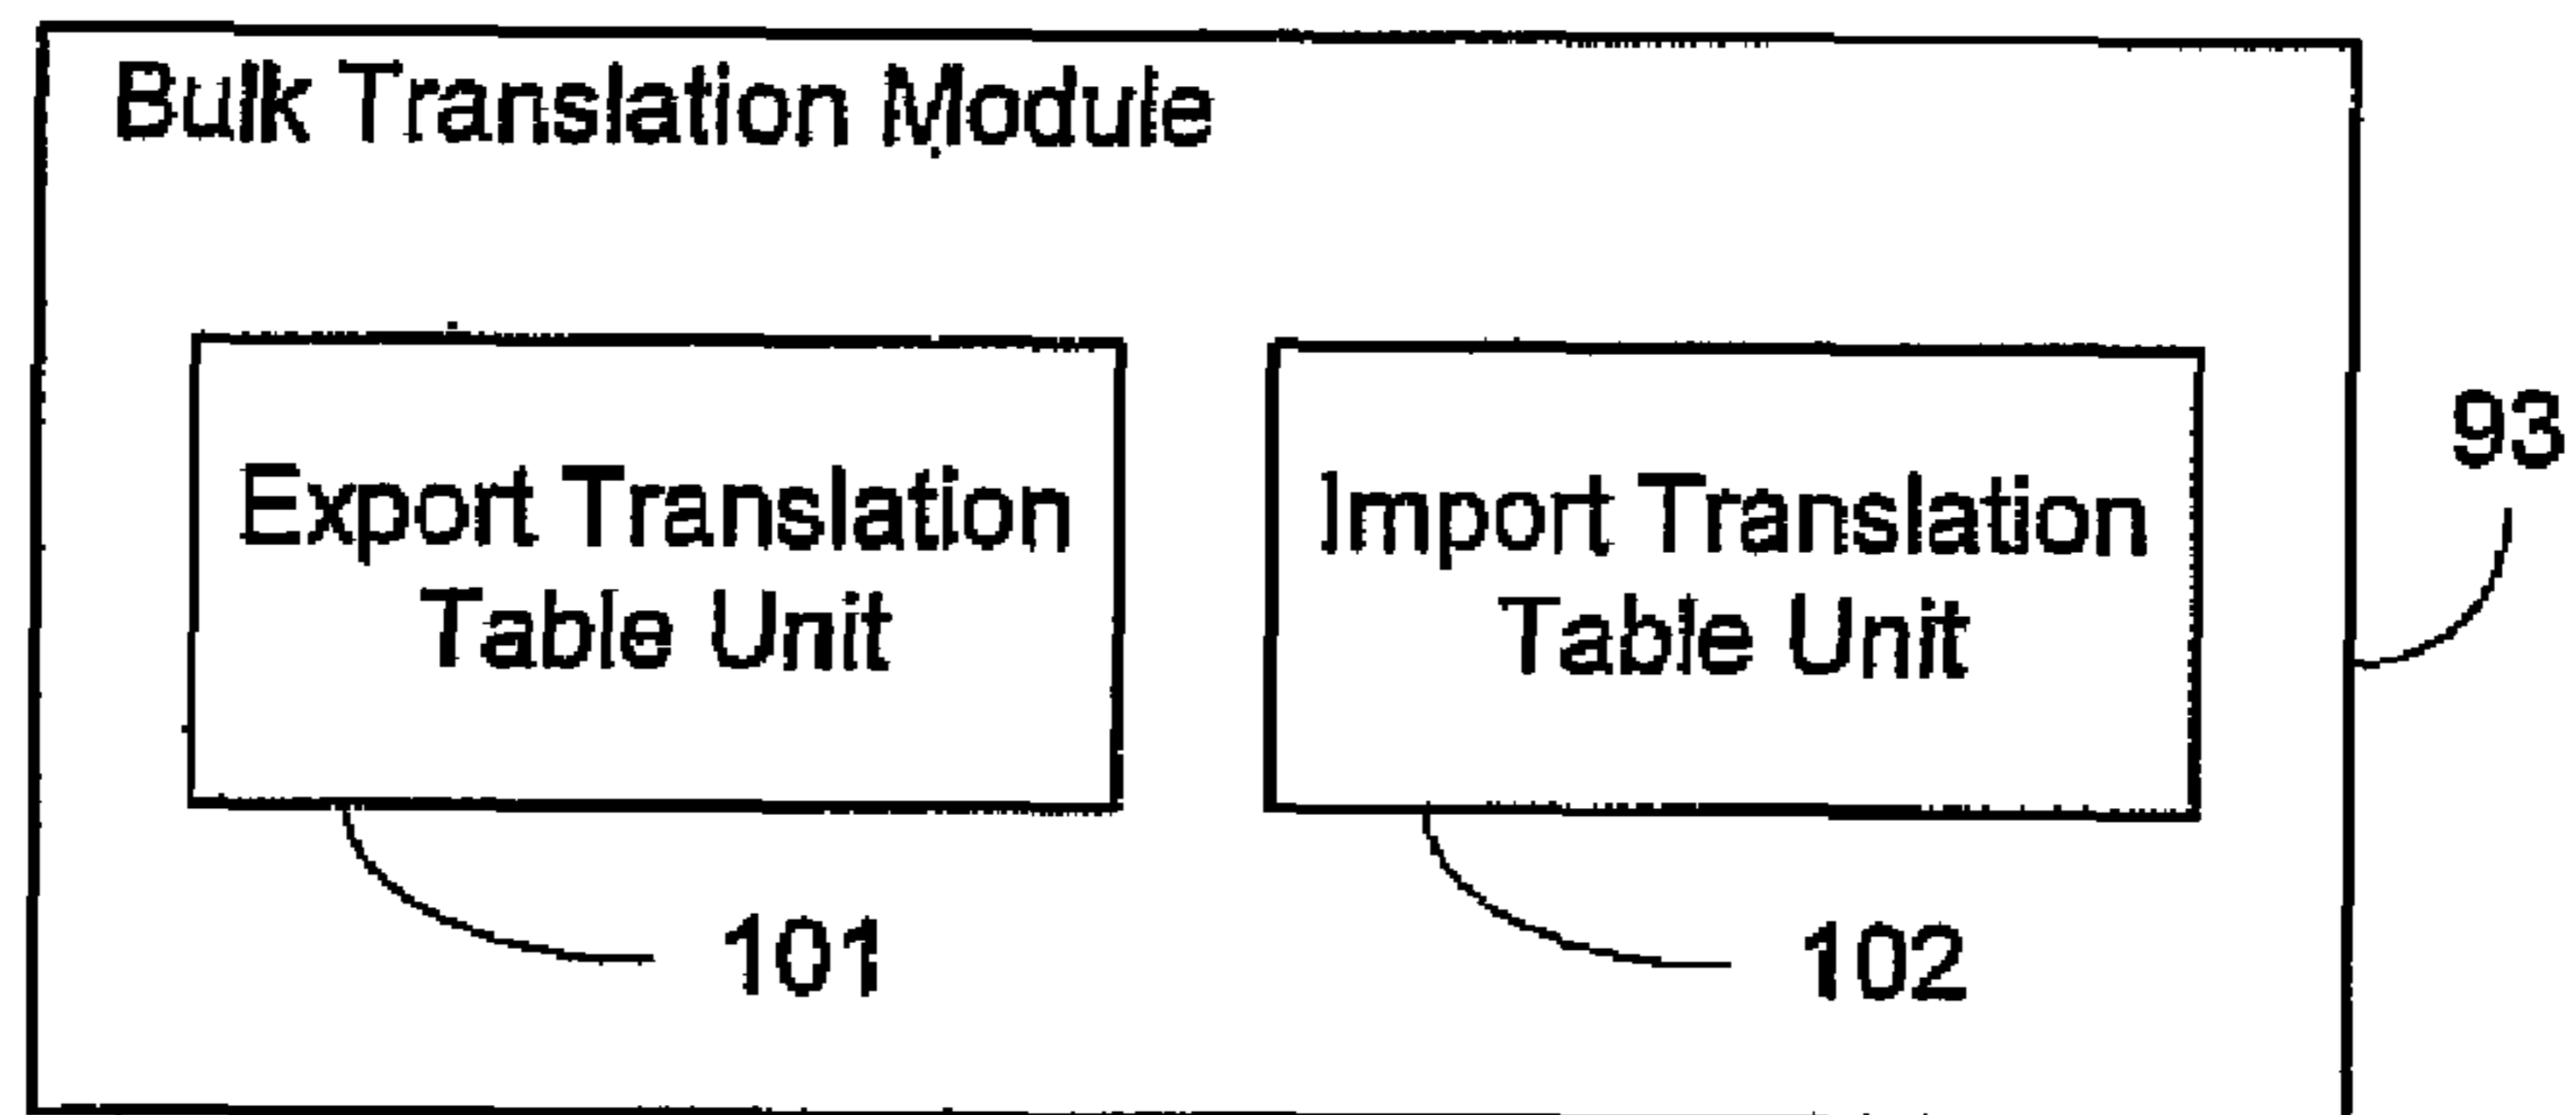 Bulk Translation Module
Export Translation
Table Unit
Import Translation
Table Unit
93
101
102